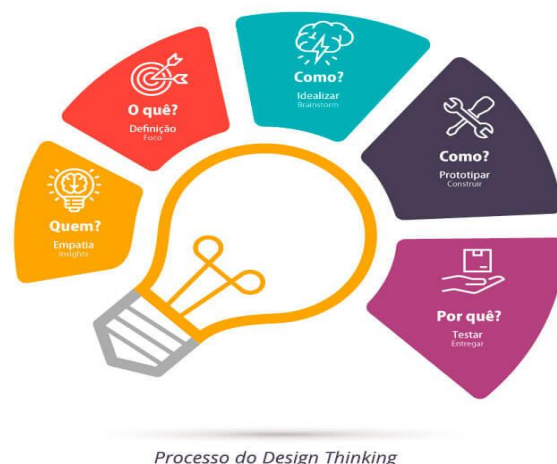 Quem?
Empatia
Insights
O quê?
Definição
Foco
Como?
Idealizar
Brainstorm
Como?
Prototipar
Construir
Por quê?
Testar
Entregar
Processo do Design Thinking